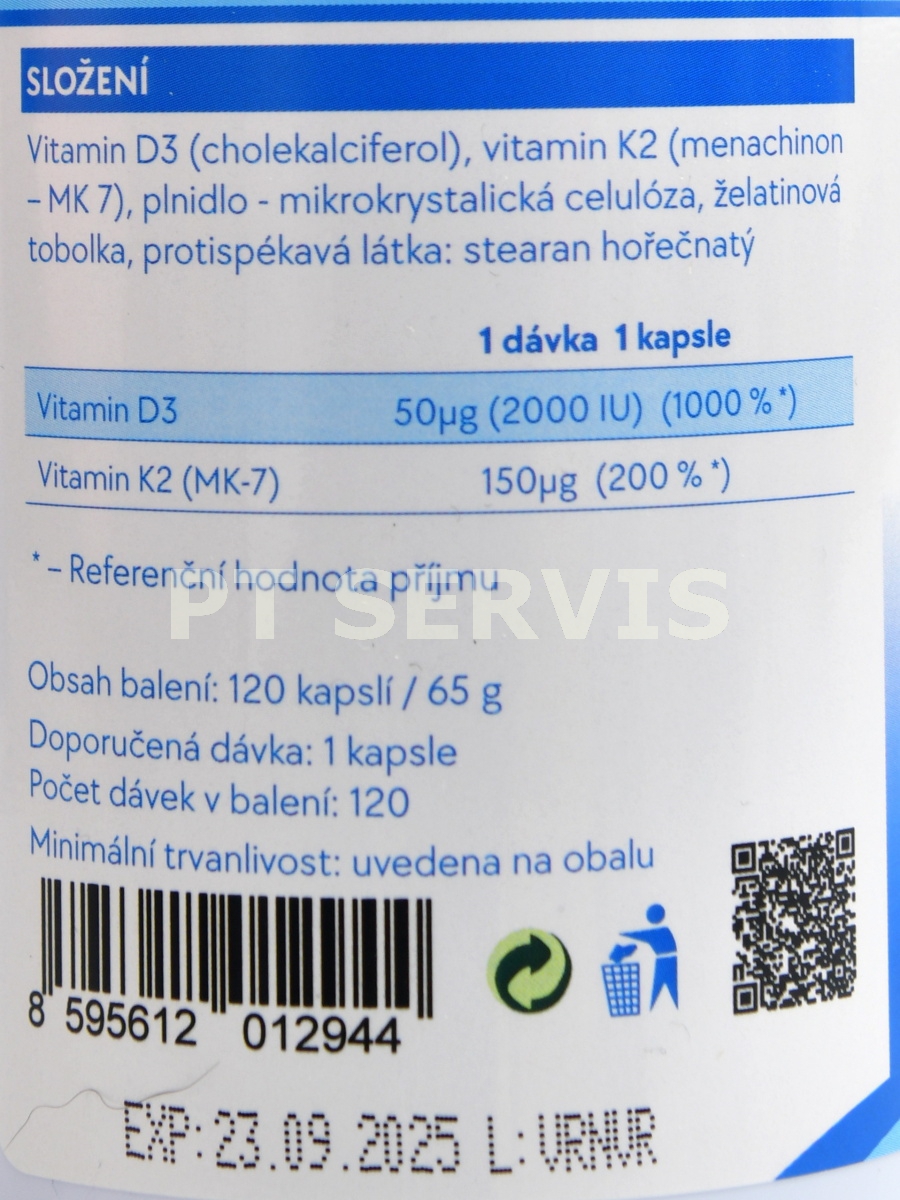 SLOŽENÍ
Vitamin D3 (cholekalciferol), vitamin K2 (menachinon
– MK 7), plnidlo - mikrokrystalická celulóza, želatinová
tobolka, protispékavá látka: stearan hořečnatý
1 dávka 1 kapsle
Vitamin D3 50µg (2000 IU) (1000 % *)
Vitamin K2 (MK-7) 150µg (200 % *)
* – Referenční hodnota příjmu
PT SERVIS
Obsah balení: 120 kapslí / 65 g
Doporučená dávka: 1 kapsle
Počet dávek v balení: 120
Minimální trvanlivost: uvedena na obalu
8 595612 012944
EXP: 23.09.2025 L: VRNVR